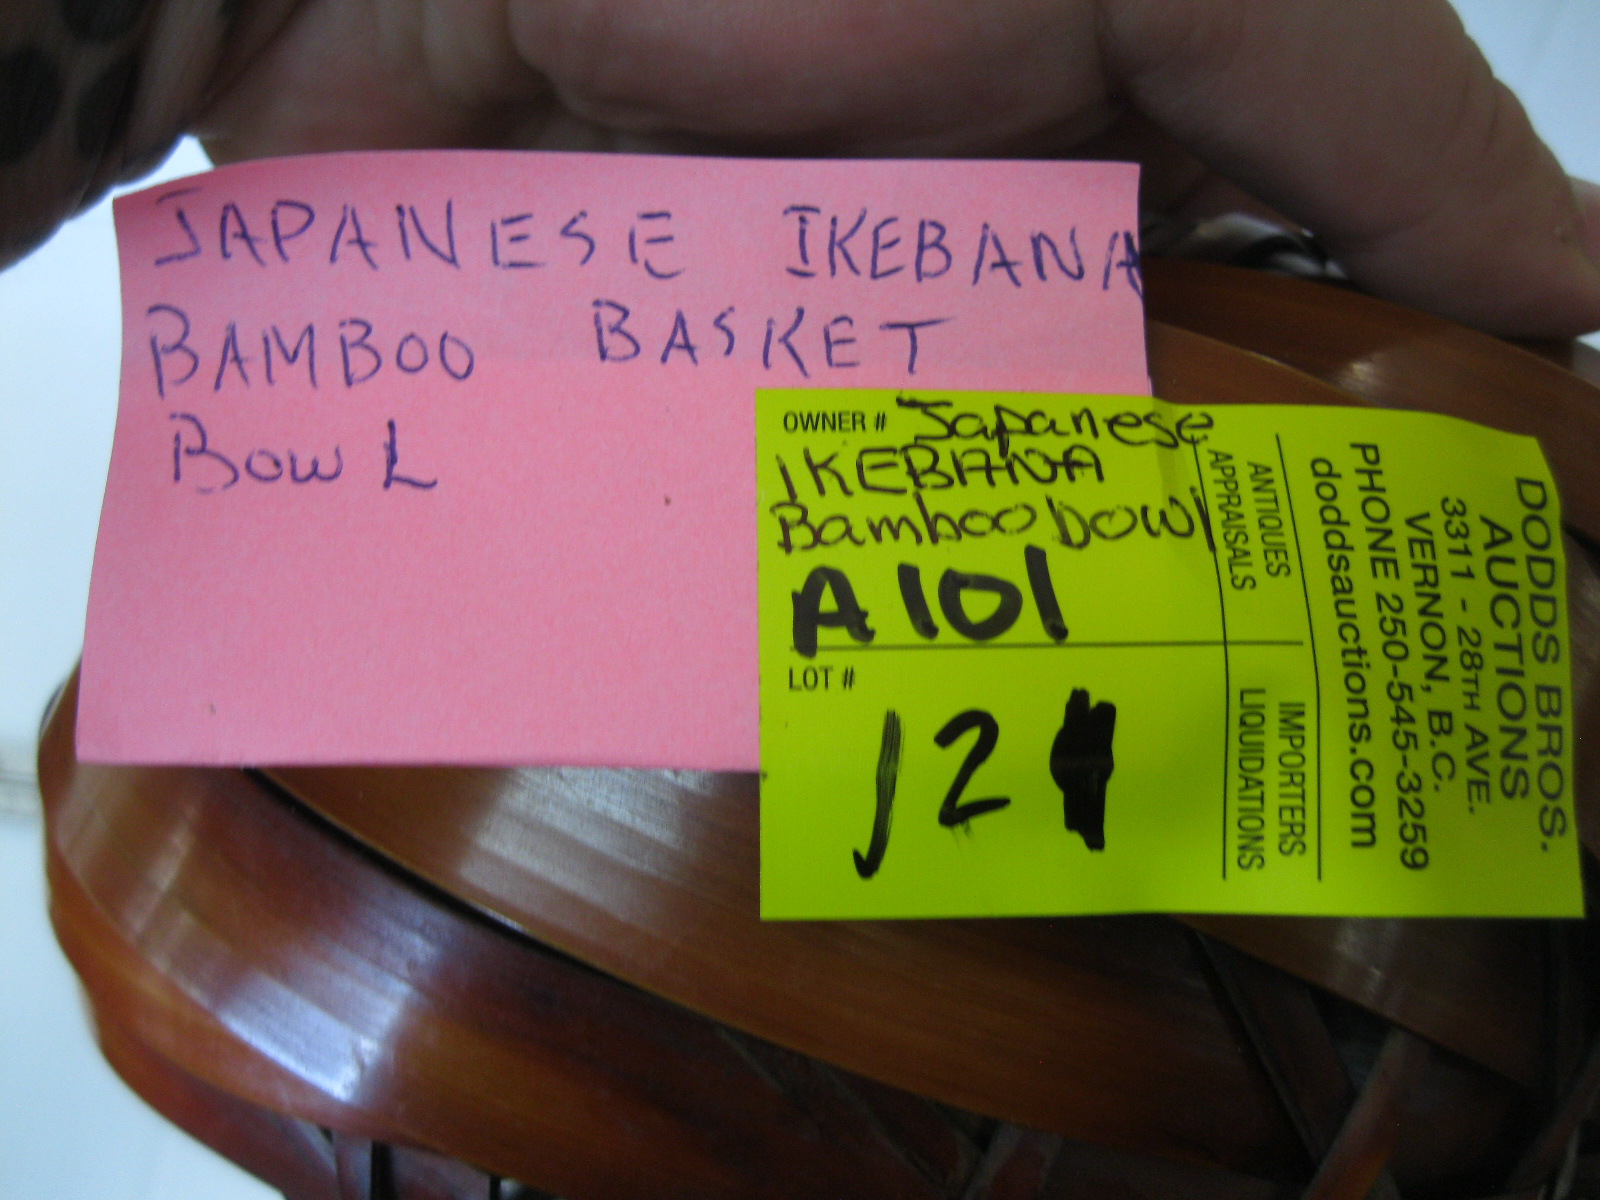 JAPANESE IKEBANA
BAMBOO BASKET
BOWL
OWNER # Japanese
IKEBANA
Bamboo bowl
A101
LOT #
12
ANTIQUES
APPRAISALS
IMPORTERS
LIQUIDATIONS
DODDS BROS.
AUCTIONS
3311 - 28TH AVE.
VERNON, B.C.
PHONE 250-545-3259
doddsauctions.com